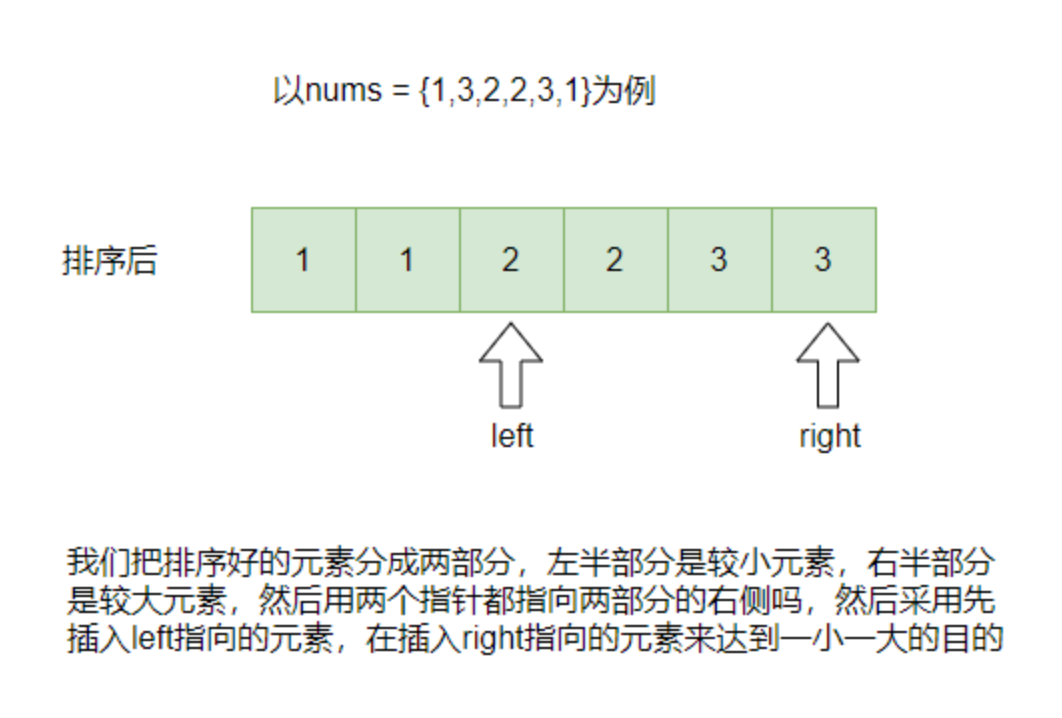 以nums = {1,3,2,2,3,1}为例
排序后 1 1 2 2 3 3
left right
我们把排序好的元素分成两部分，左半部分是较小元素，右半部分
是较大元素，然后用两个指针都指向两部分的右侧吗，然后采用先
插入left指向的元素，在插入right指向的元素来达到一小一大的目的